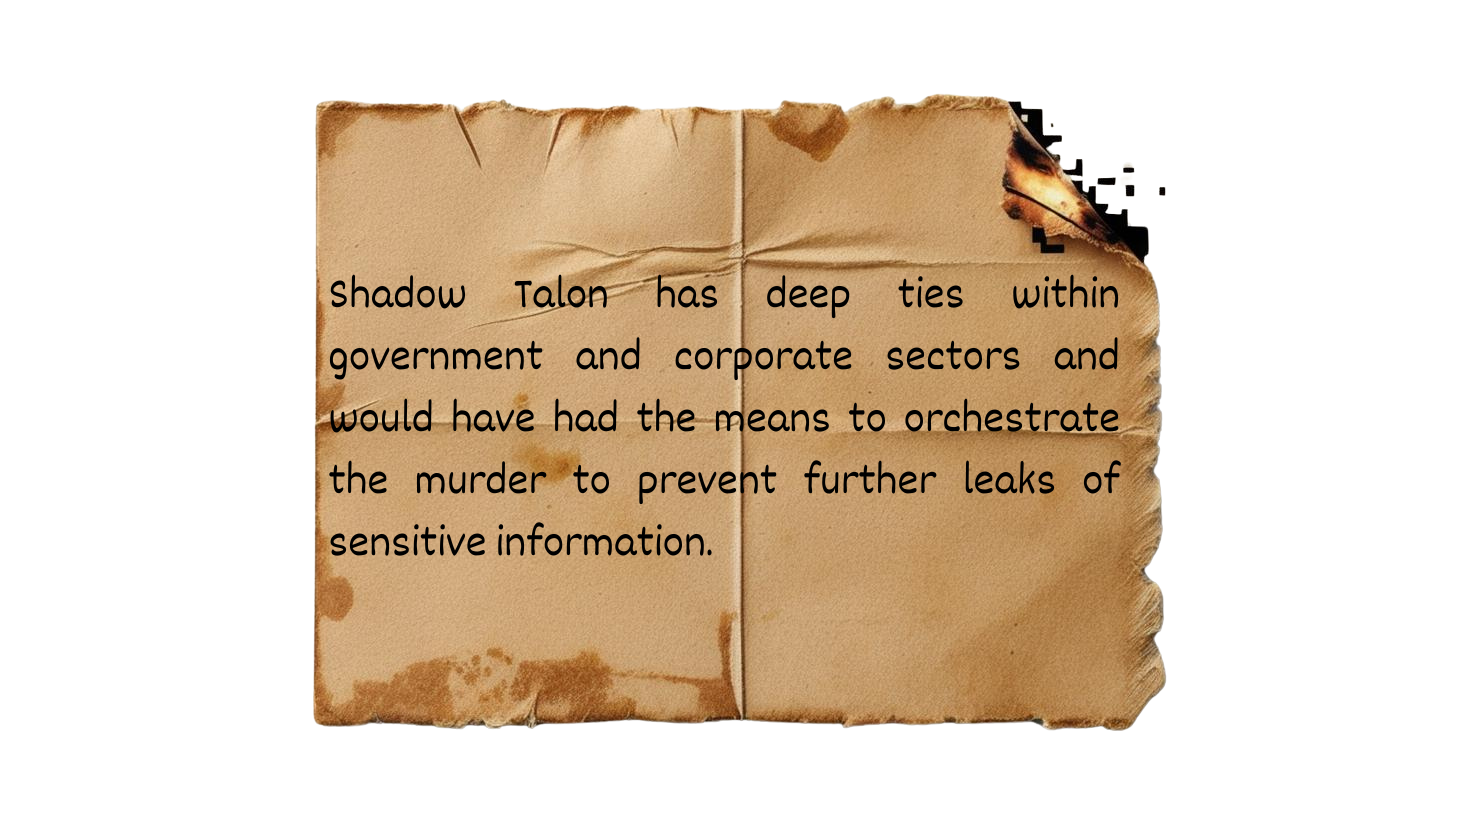 Shadow Talon has deep ties within
government and corporate sectors and
would have had the means to orchestrate
the murder to prevent further leaks of
sensitive information.